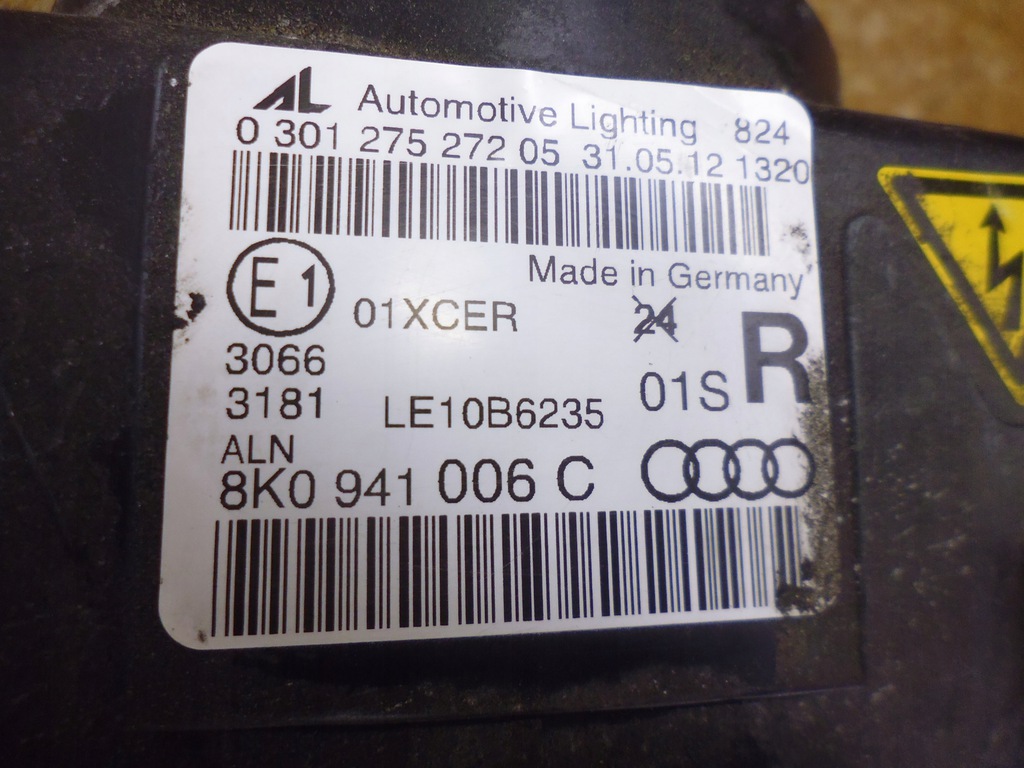 AL Automotive Lighting 824
0 301 275 272 05 31.05.12 1320
Made in Germany
E1 01XCER 24
3066
3181 LE10B6235 01S R
ALN
8K0 941 006 C